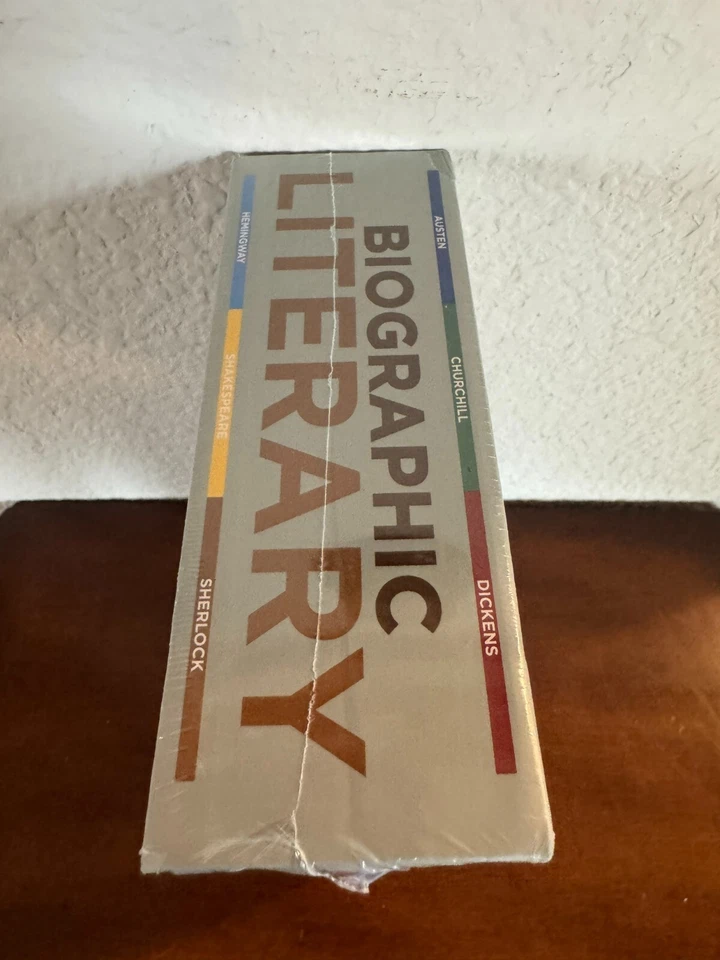 AUSTEN
CHURCHILL
DICKENS
BIOGRAPHIC
LITERARY
HEMINGWAY
SHAKESPEARE
SHERLOCK